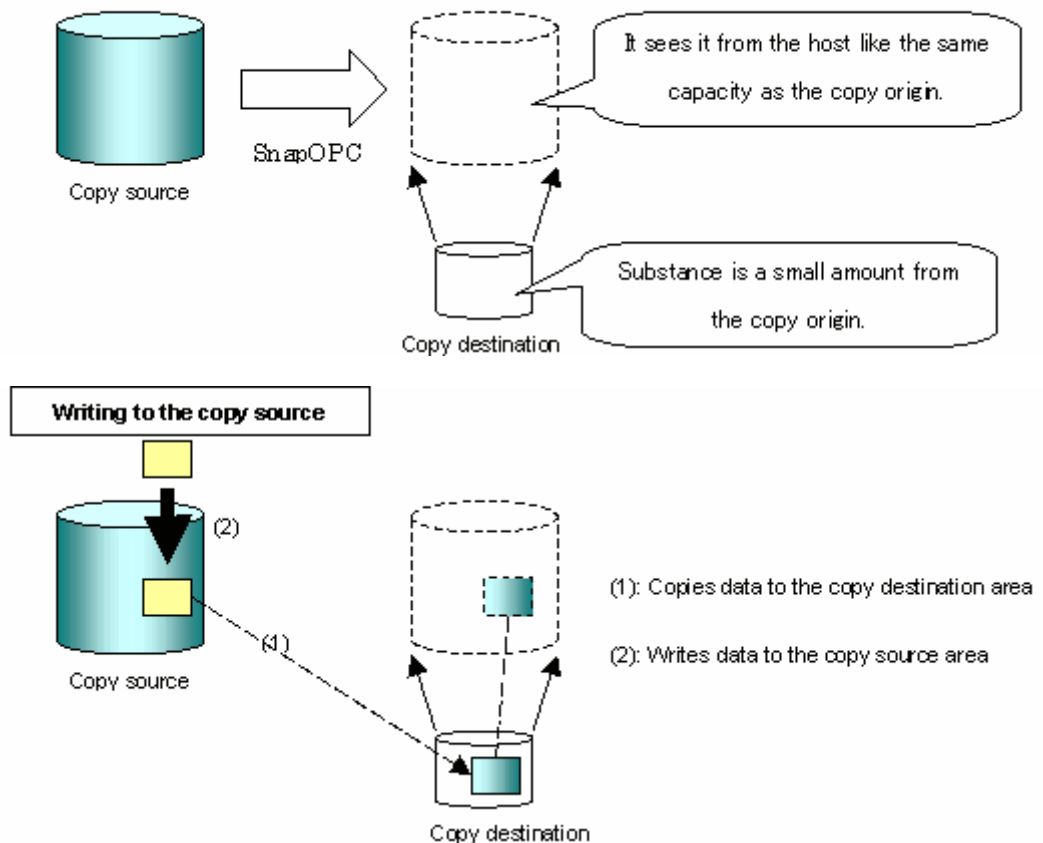 It sees it from the host like the same
capacity as the copy origin.
SnapOPC
Copy source
Substance is a small amount from
the copy origin.
Copy destination
Writing to the copy source
(2)
(1): Copies data to the copy destination area
(1)
(2): Writes data to the copy source area
Copy source
Copy destination